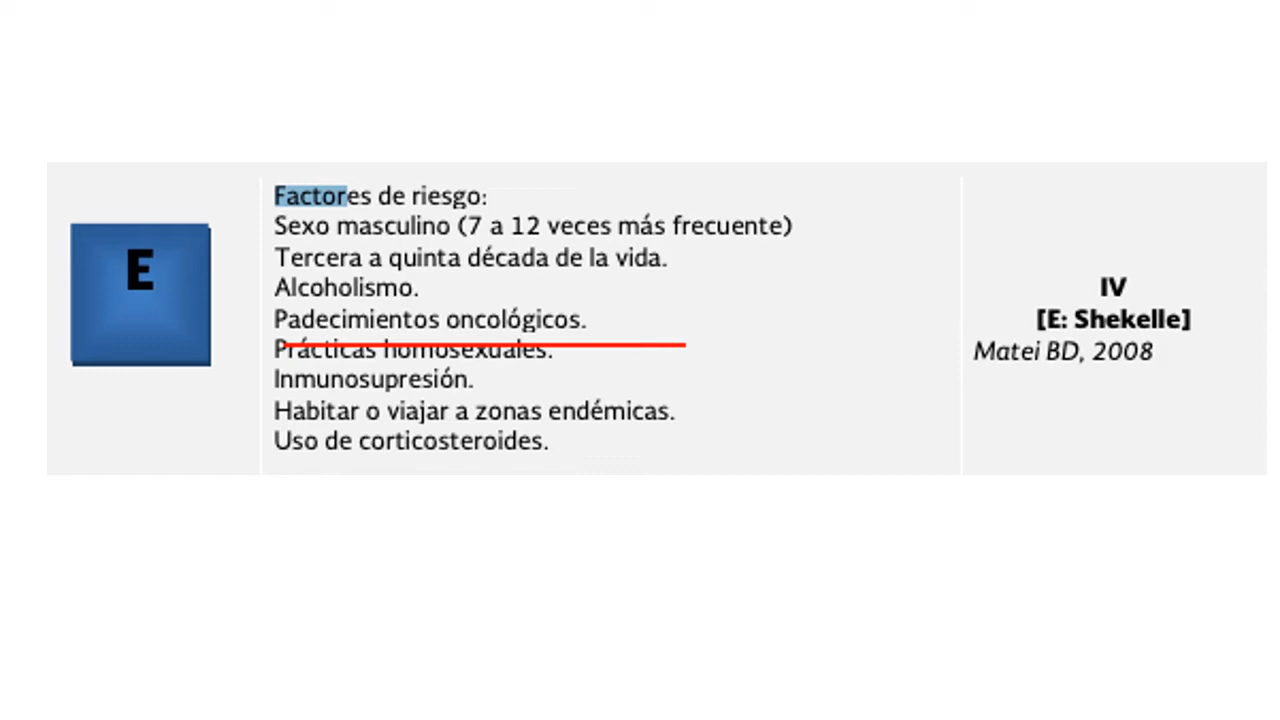 E
Factores de riesgo:
Sexo masculino (7 a 12 veces más frecuente)
Tercera a quinta década de la vida.
Alcoholismo.
Padecimientos oncológicos.
Prácticas homosexuales.
Inmunosupresión.
Habitar o viajar a zonas endémicas.
Uso de corticosteroides.
IV
[E: Shekelle]
Matei BD, 2008